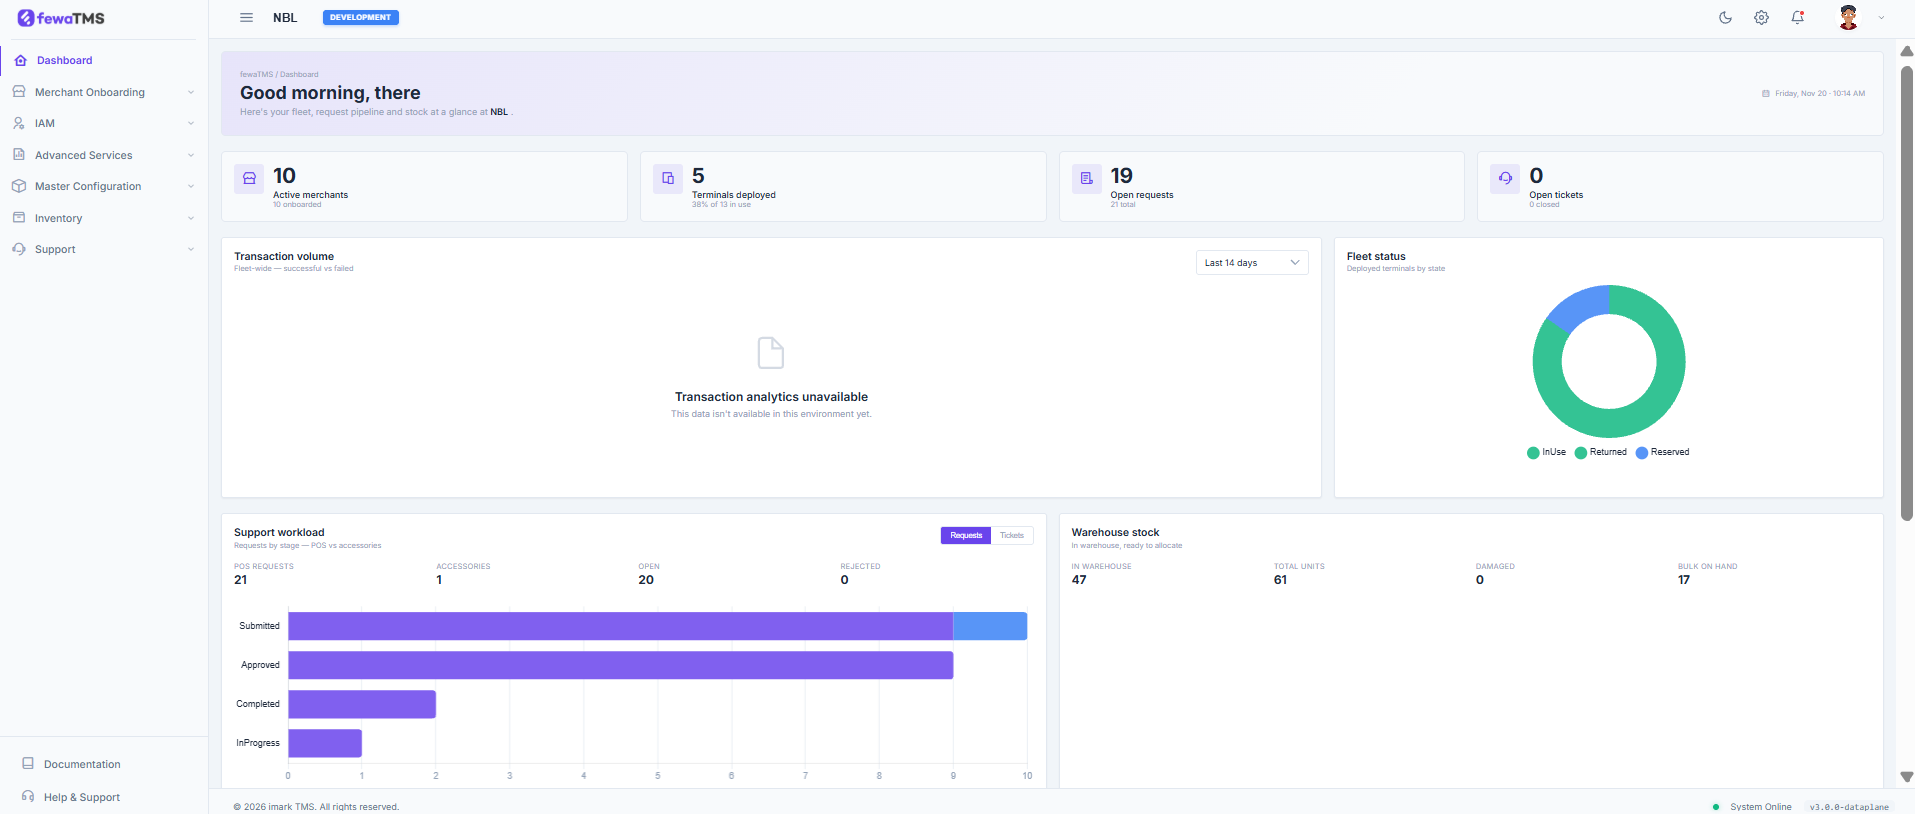 fewaTMS
NBL
DEVELOPMENT
Dashboard
Merchant Onboarding
IAM
Advanced Services
Master Configuration
Inventory
Support
Documentation
Help & Support
fewaTMS / Dashboard
Good morning, there
Here's your fleet, request pipeline and stock at a glance at NBL .
Friday, Nov 20 · 10:14 AM
10
Active merchants
10 onboarded
5
Terminals deployed
38% of 13 in use
19
Open requests
21 total
0
Open tickets
0 closed
Transaction volume
Fleet-wide — successful vs failed
Last 14 days
Transaction analytics unavailable
This data isn't available in this environment yet.
Fleet status
Deployed terminals by state
InUse Returned Reserved
Support workload
Requests by stage — POS vs accessories
Requests Tickets
POS REQUESTS ACCESSORIES OPEN REJECTED
21 1 20 0
Submitted
Approved
Completed
InProgress
0 1 2 3 4 5 6 7 8 9 10
Warehouse stock
In warehouse, ready to allocate
IN WAREHOUSE TOTAL UNITS DAMAGED BULK ON HAND
47 61 0 17
© 2026 imark TMS. All rights reserved.
System Online v3.0.0-dataplane